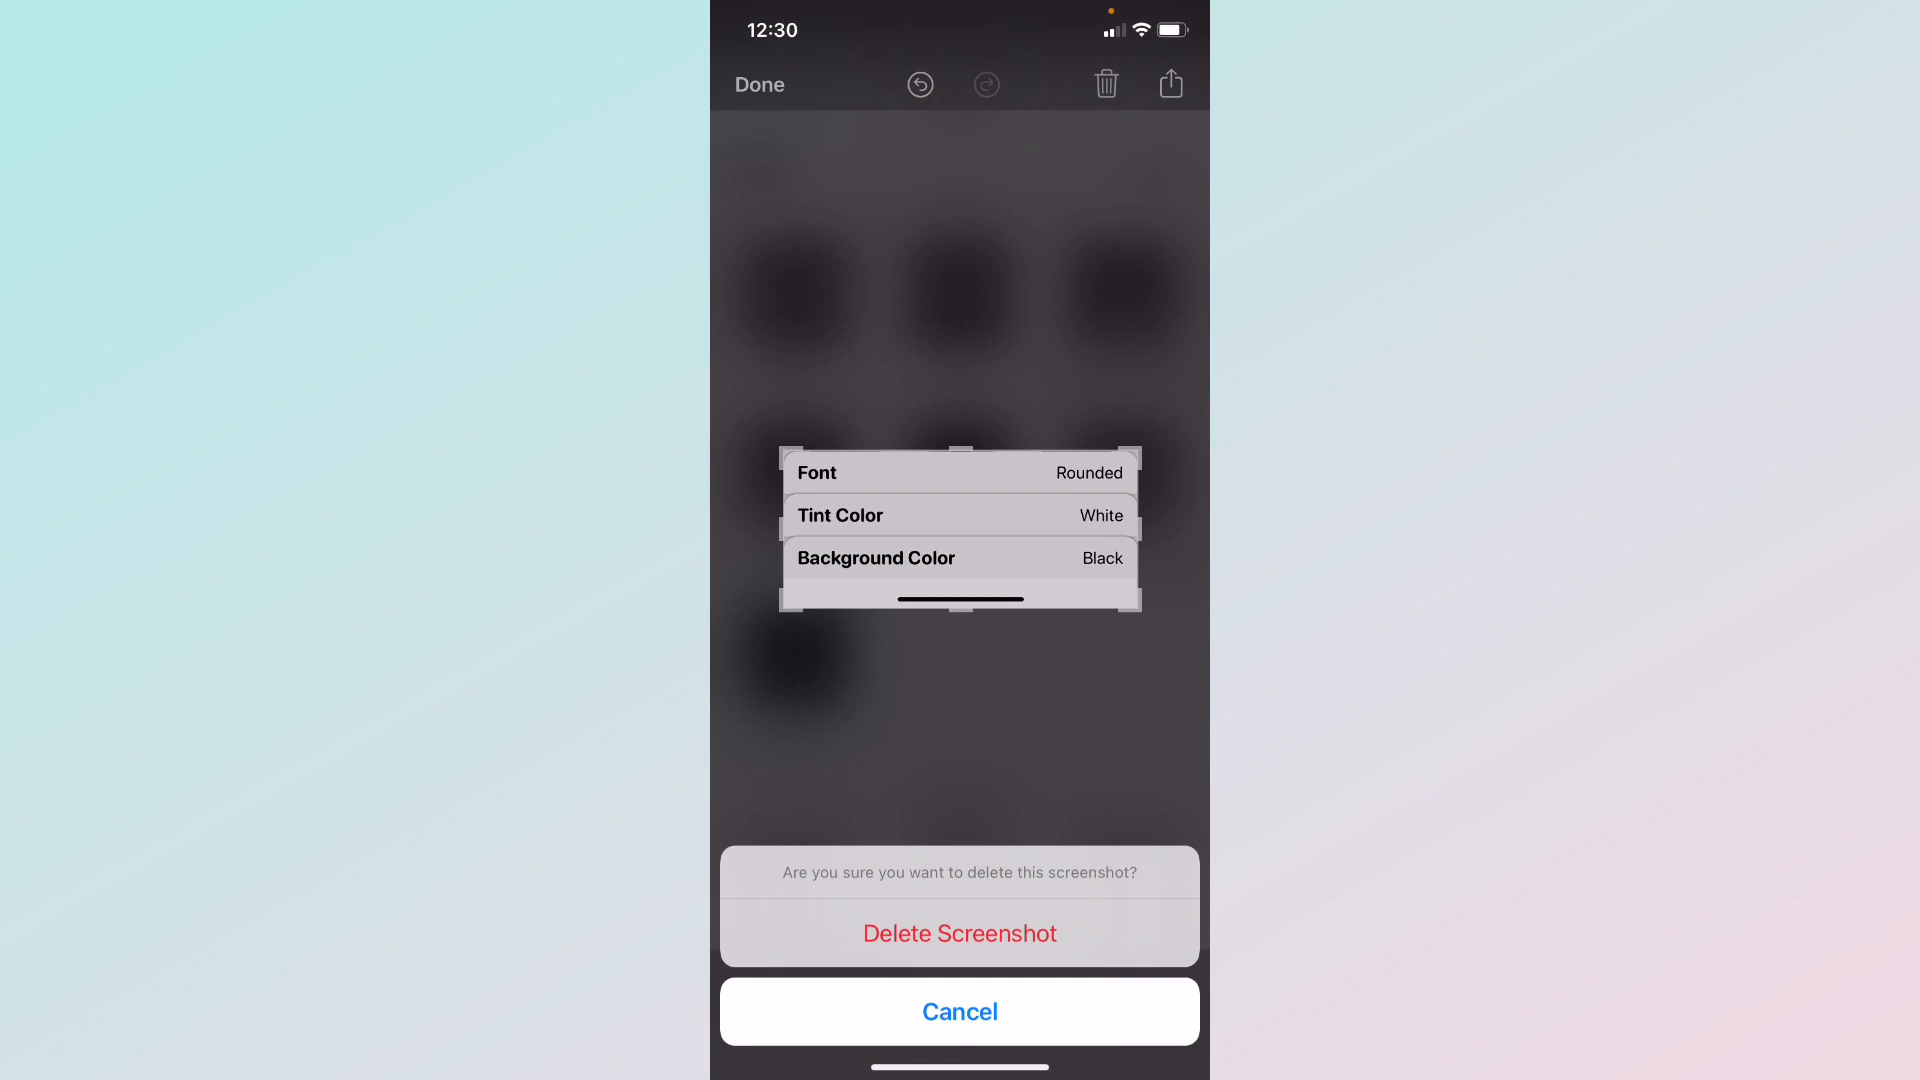 12:30
Done
Font Rounded
Tint Color White
Background Color Black
Are you sure you want to delete this screenshot?
Delete Screenshot
Cancel